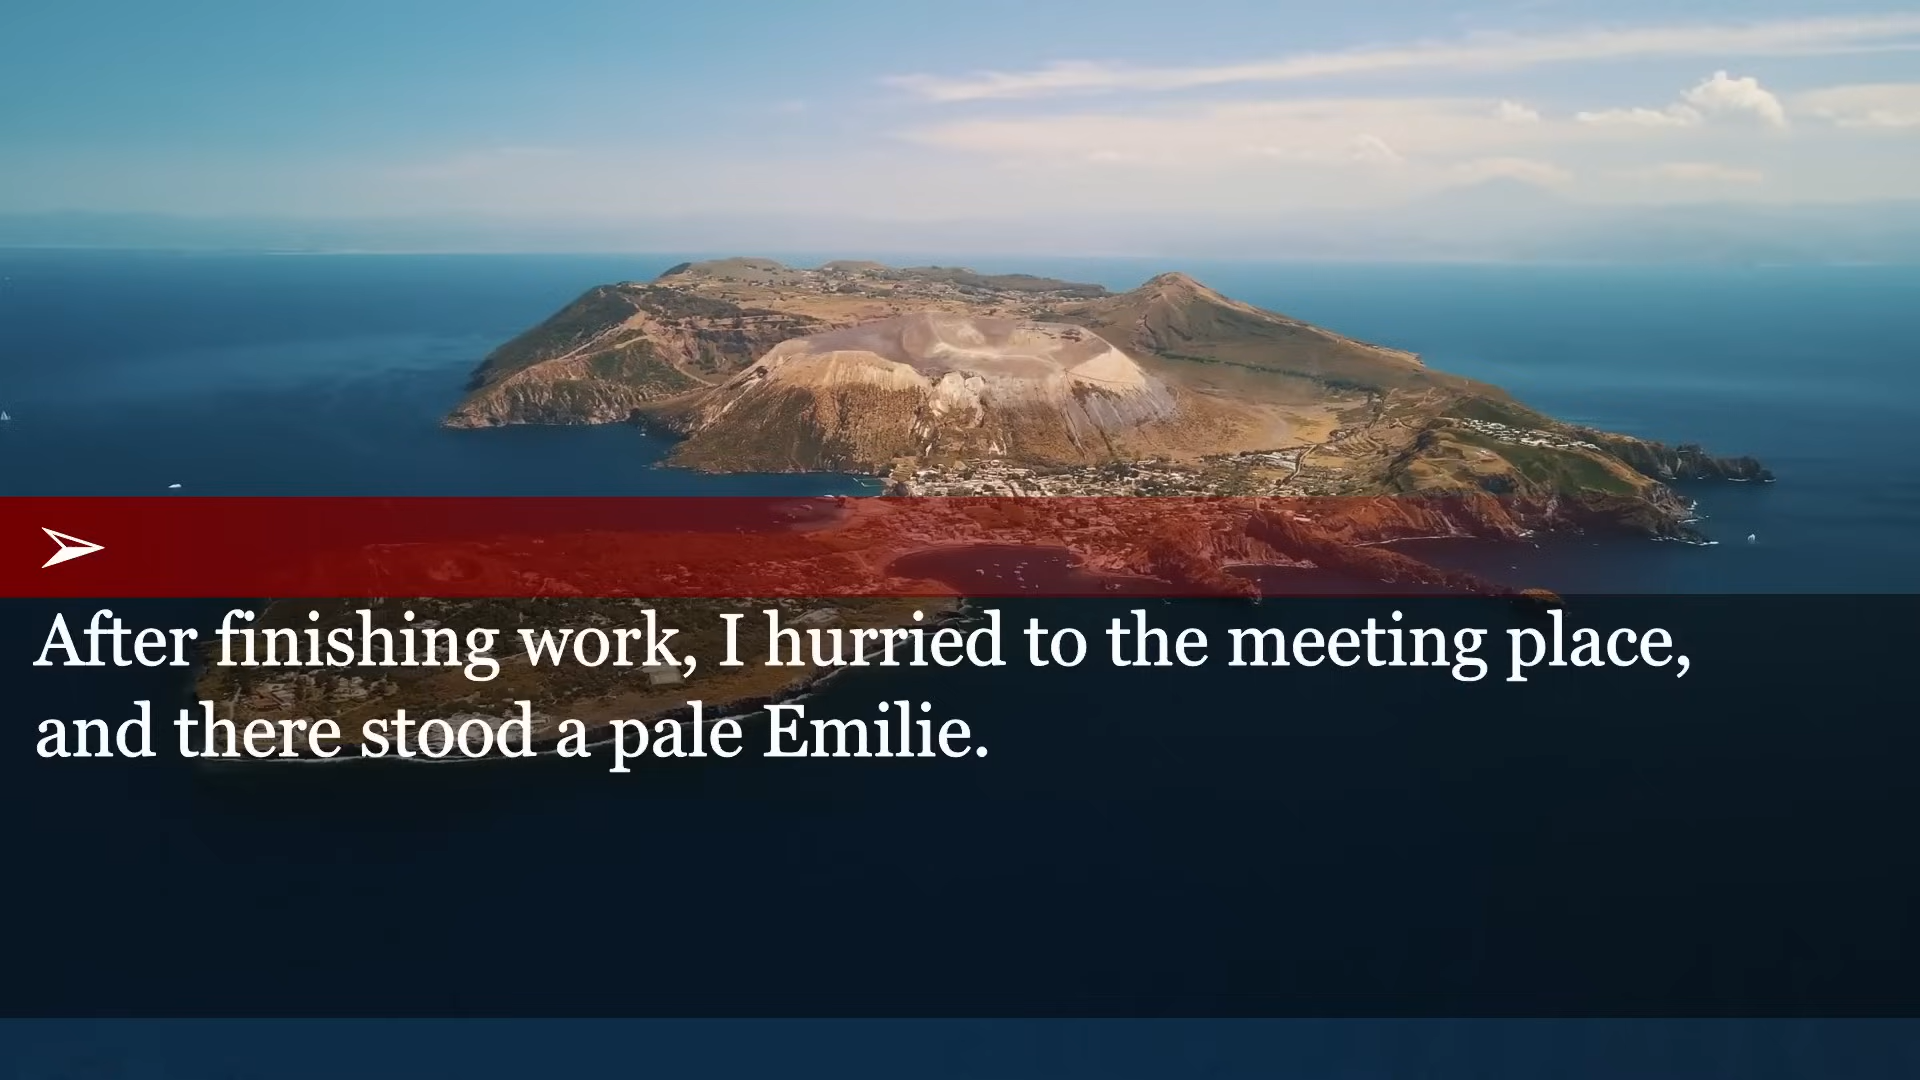 After finishing work, I hurried to the meeting place,
and there stood a pale Emilie.